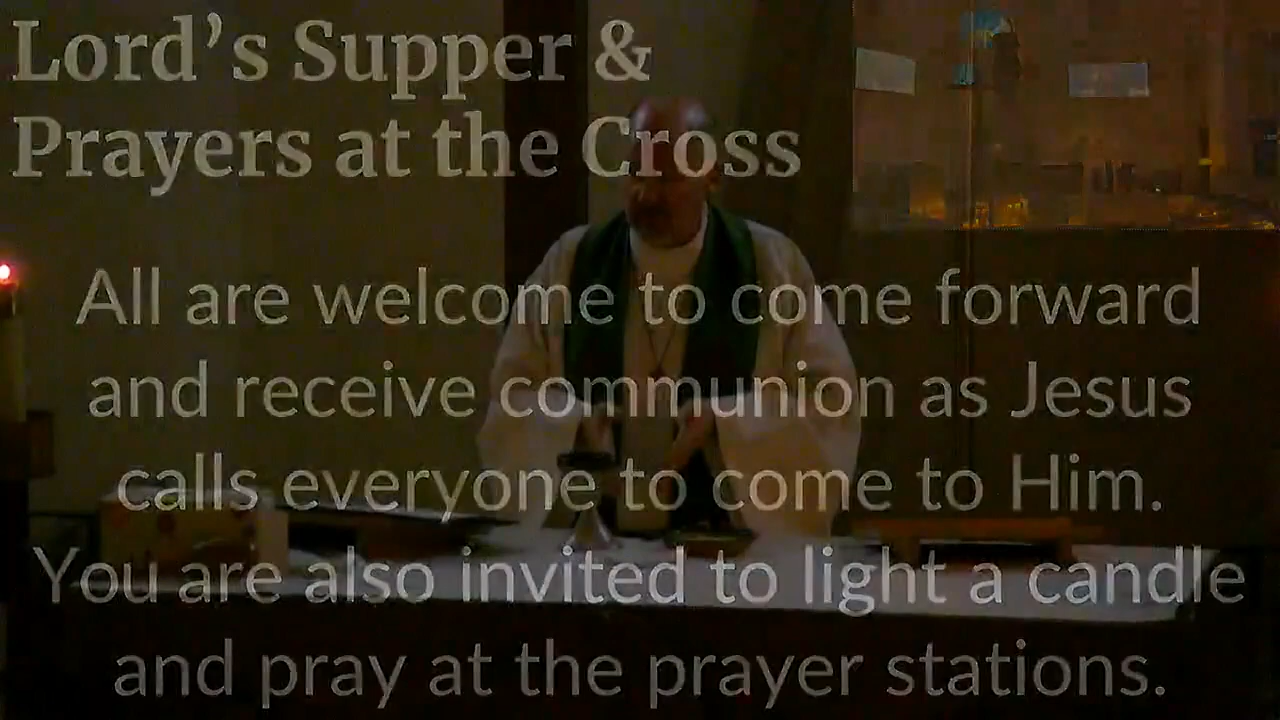 Lord’s Supper &
Prayers at the Cross
All are welcome to come forward
and receive communion as Jesus
calls everyone to come to Him.
You are also invited to light a candle
and pray at the prayer stations.